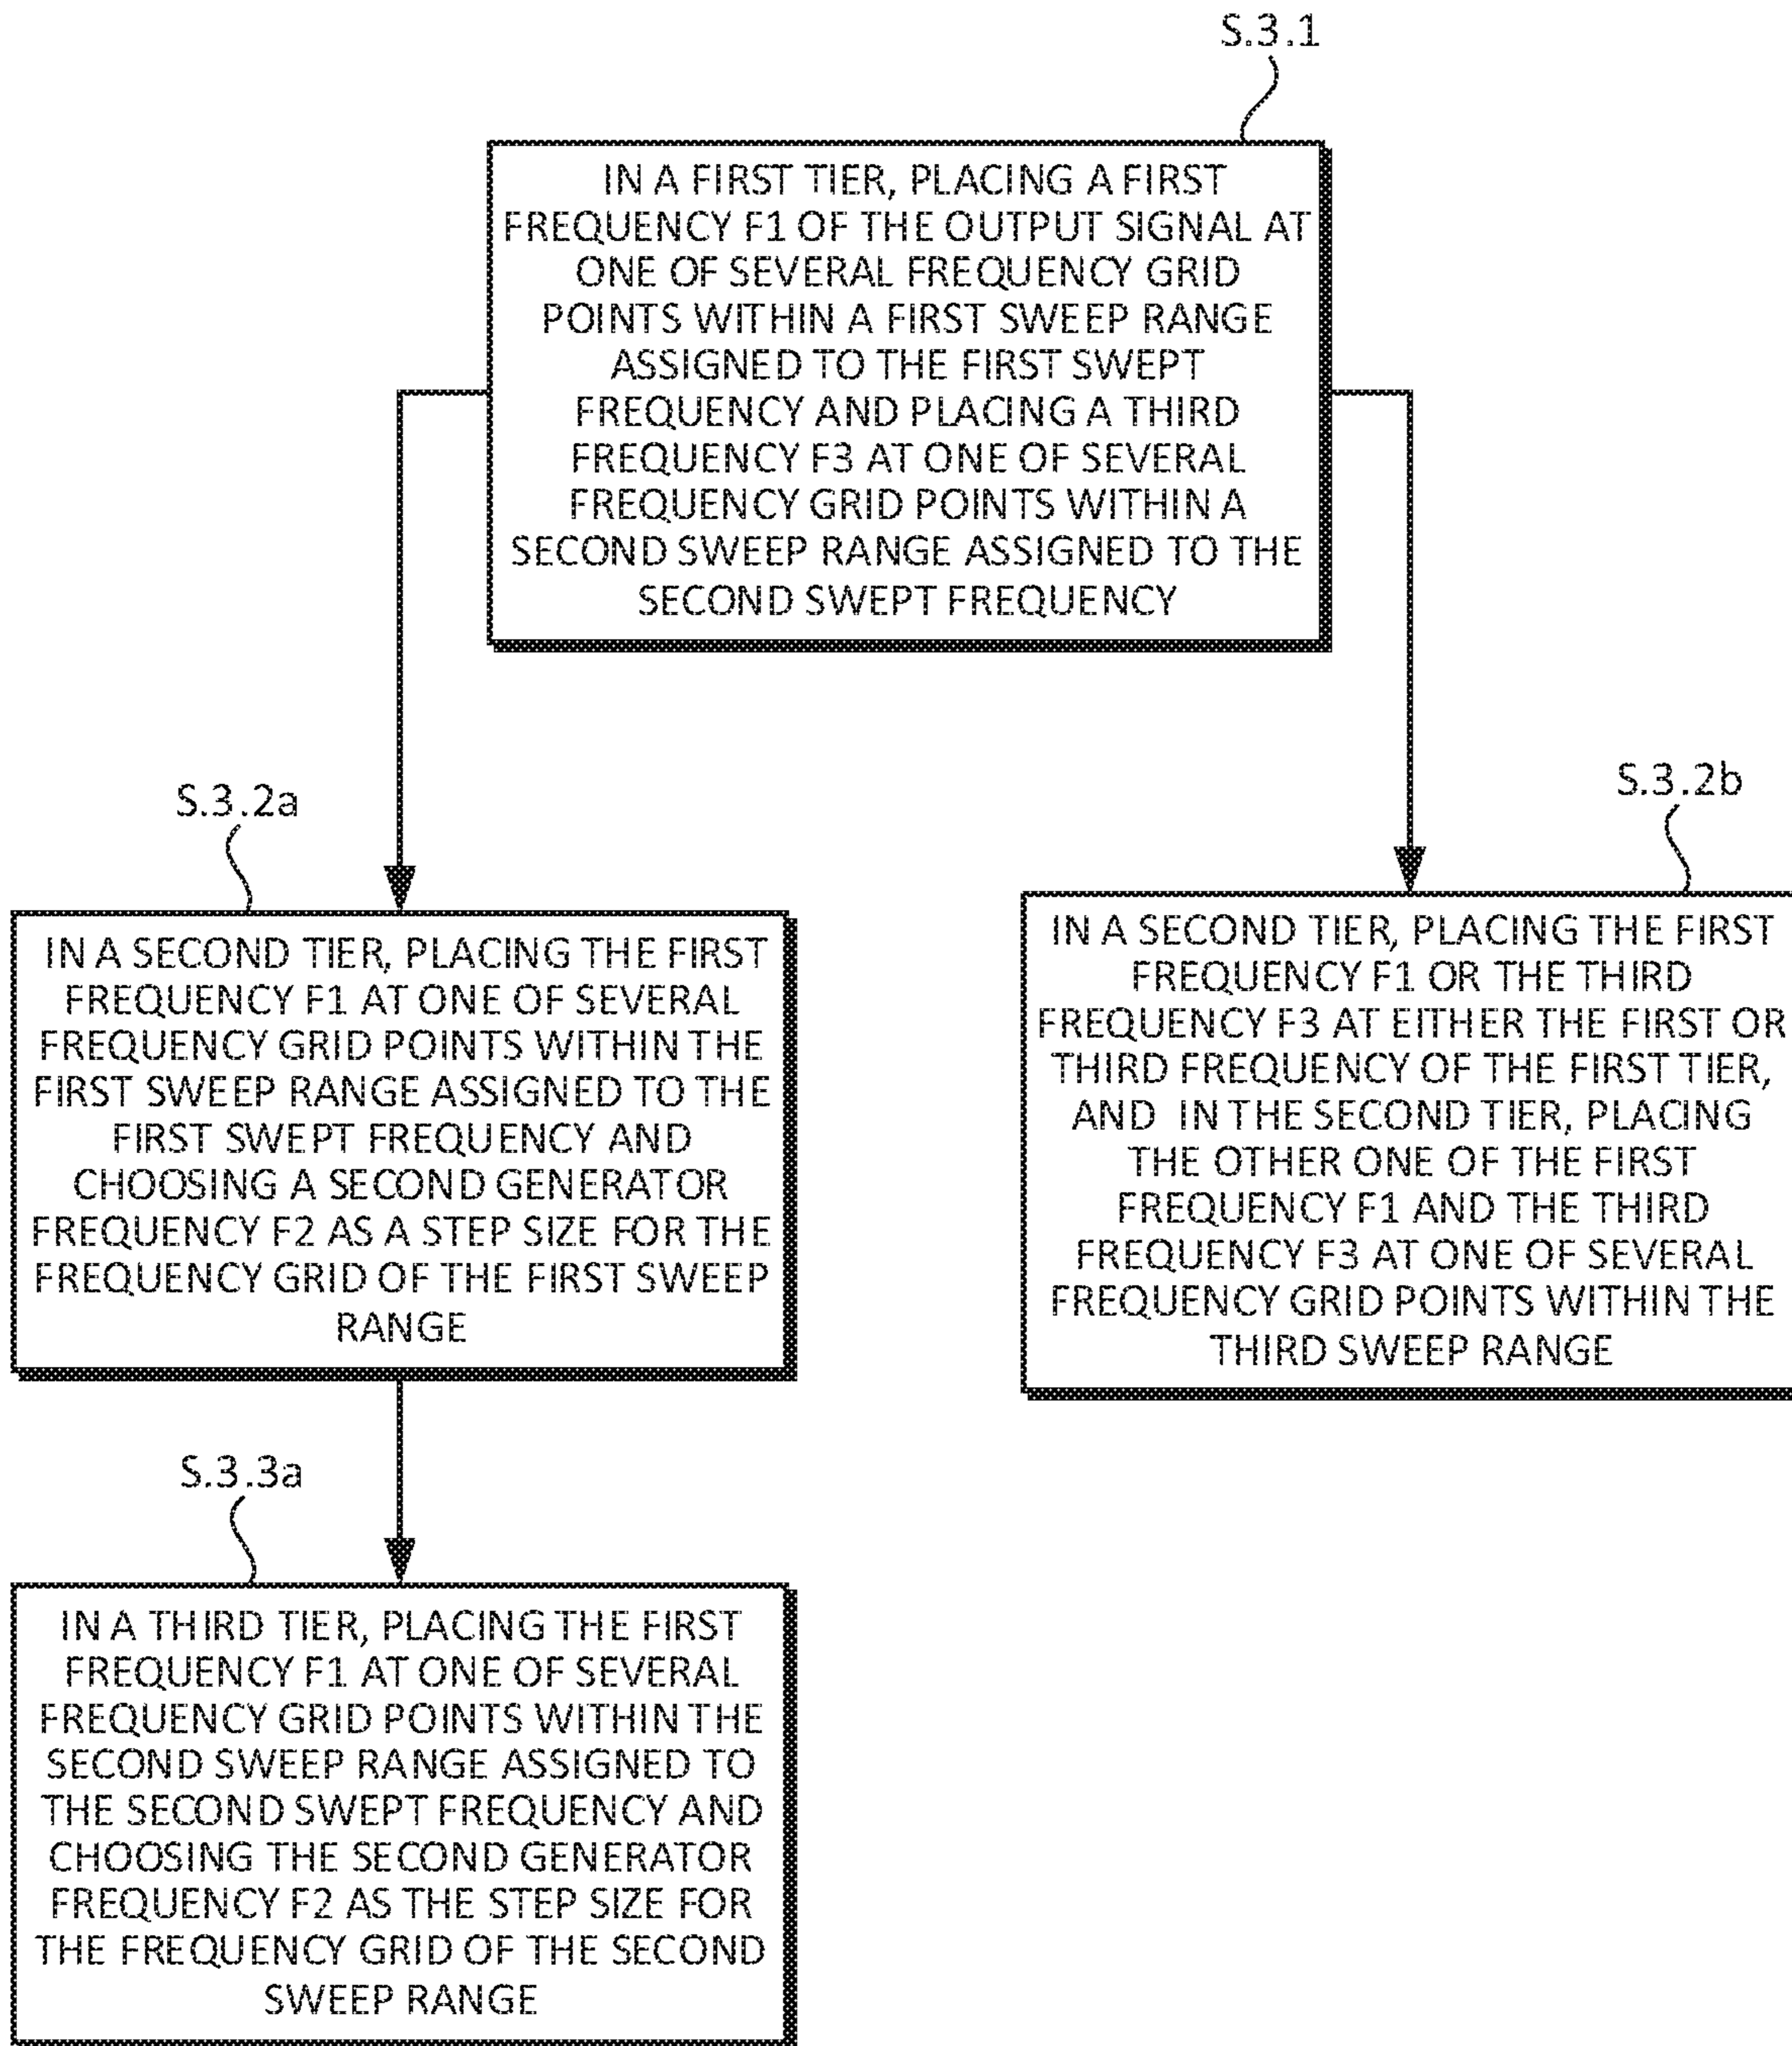 S.3.1
IN A FIRST TIER, PLACING A FIRST
FREQUENCY F1 OF THE OUTPUT SIGNAL AT
ONE OF SEVERAL FREQUENCY GRID
POINTS WITHIN A FIRST SWEEP RANGE
ASSIGNED TO THE FIRST SWEPT
FREQUENCY AND PLACING A THIRD
FREQUENCY F3 AT ONE OF SEVERAL
FREQUENCY GRID POINTS WITHIN A
SECOND SWEEP RANGE ASSIGNED TO THE
SECOND SWEPT FREQUENCY
S.3.2a
IN A SECOND TIER, PLACING THE FIRST
FREQUENCY F1 AT ONE OF SEVERAL
FREQUENCY GRID POINTS WITHIN THE
FIRST SWEEP RANGE ASSIGNED TO THE
FIRST SWEPT FREQUENCY AND
CHOOSING A SECOND GENERATOR
FREQUENCY F2 AS A STEP SIZE FOR THE
FREQUENCY GRID OF THE FIRST SWEEP
RANGE
S.3.2b
IN A SECOND TIER, PLACING THE FIRST
FREQUENCY F1 OR THE THIRD
FREQUENCY F3 AT EITHER THE FIRST OR
THIRD FREQUENCY OF THE FIRST TIER,
AND IN THE SECOND TIER, PLACING
THE OTHER ONE OF THE FIRST
FREQUENCY F1 AND THE THIRD
FREQUENCY F3 AT ONE OF SEVERAL
FREQUENCY GRID POINTS WITHIN THE
THIRD SWEEP RANGE
S.3.3a
IN A THIRD TIER, PLACING THE FIRST
FREQUENCY F1 AT ONE OF SEVERAL
FREQUENCY GRID POINTS WITHIN THE
SECOND SWEEP RANGE ASSIGNED TO
THE SECOND SWEPT FREQUENCY AND
CHOOSING THE SECOND GENERATOR
FREQUENCY F2 AS THE STEP SIZE FOR
THE FREQUENCY GRID OF THE SECOND
SWEEP RANGE